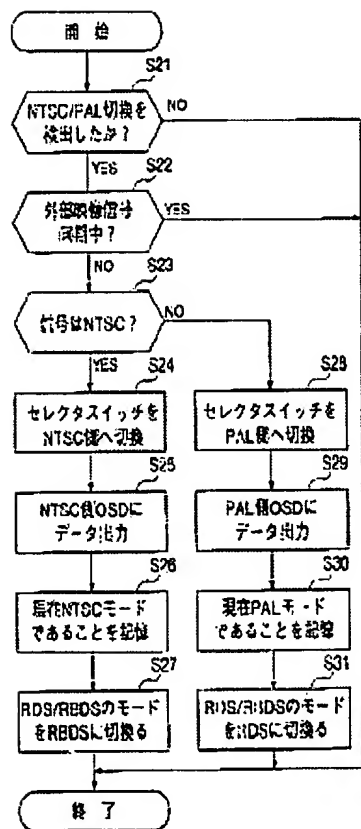 開始
S21
NTSC/PAL切換を
検出したか?
NO
YES
S22
外部映像信号
YES
NO
S23
信号はNTSC?
NO
YES
S24
セレクタスイッチを
NTSC側へ切換
S25
NTSC側OSDに
データ出力
S26
現在NTSCモード
であることを記憶
S27
RDS/RBDSのモード
をRBDSに切換る
S28
セレクタスイッチを
PAL側へ切換
S29
PAL側OSDに
データ出力
S30
現在PALモード
であることを記憶
S31
RDS/RBDSのモード
をRDSに切換る
終了